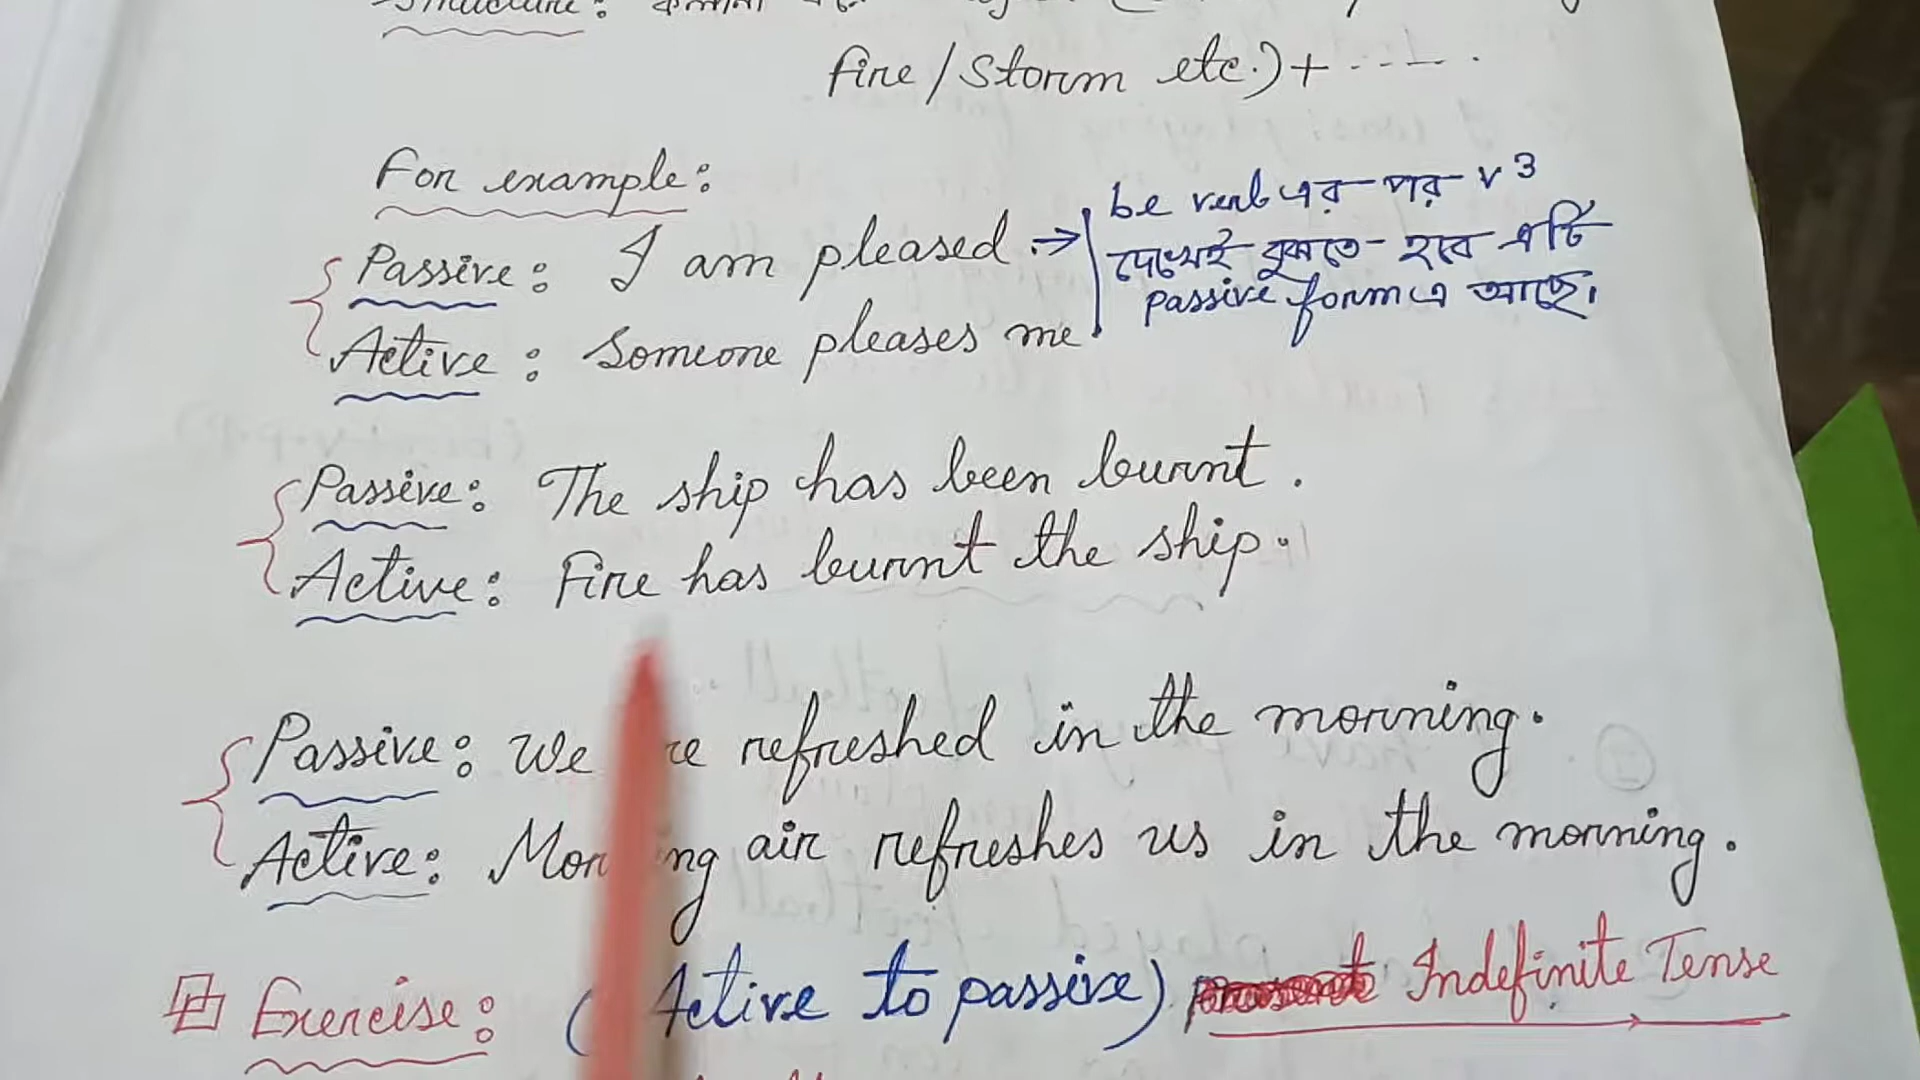 Structure:
fire/Storm etc.) + ------ .
For example:
be verb এর পর v3
Passive: I am pleased. →
দেখেই বুঝতে হবে এটি
passive form এ আছে।
Active: Someone pleases me.
Passive: The ship has been burnt.
Active: Fire has burnt the ship.
Passive: We refreshed in the morning.
Active: air refreshes us in the morning.
Exercise: (Active to passive) Indefinite Tense